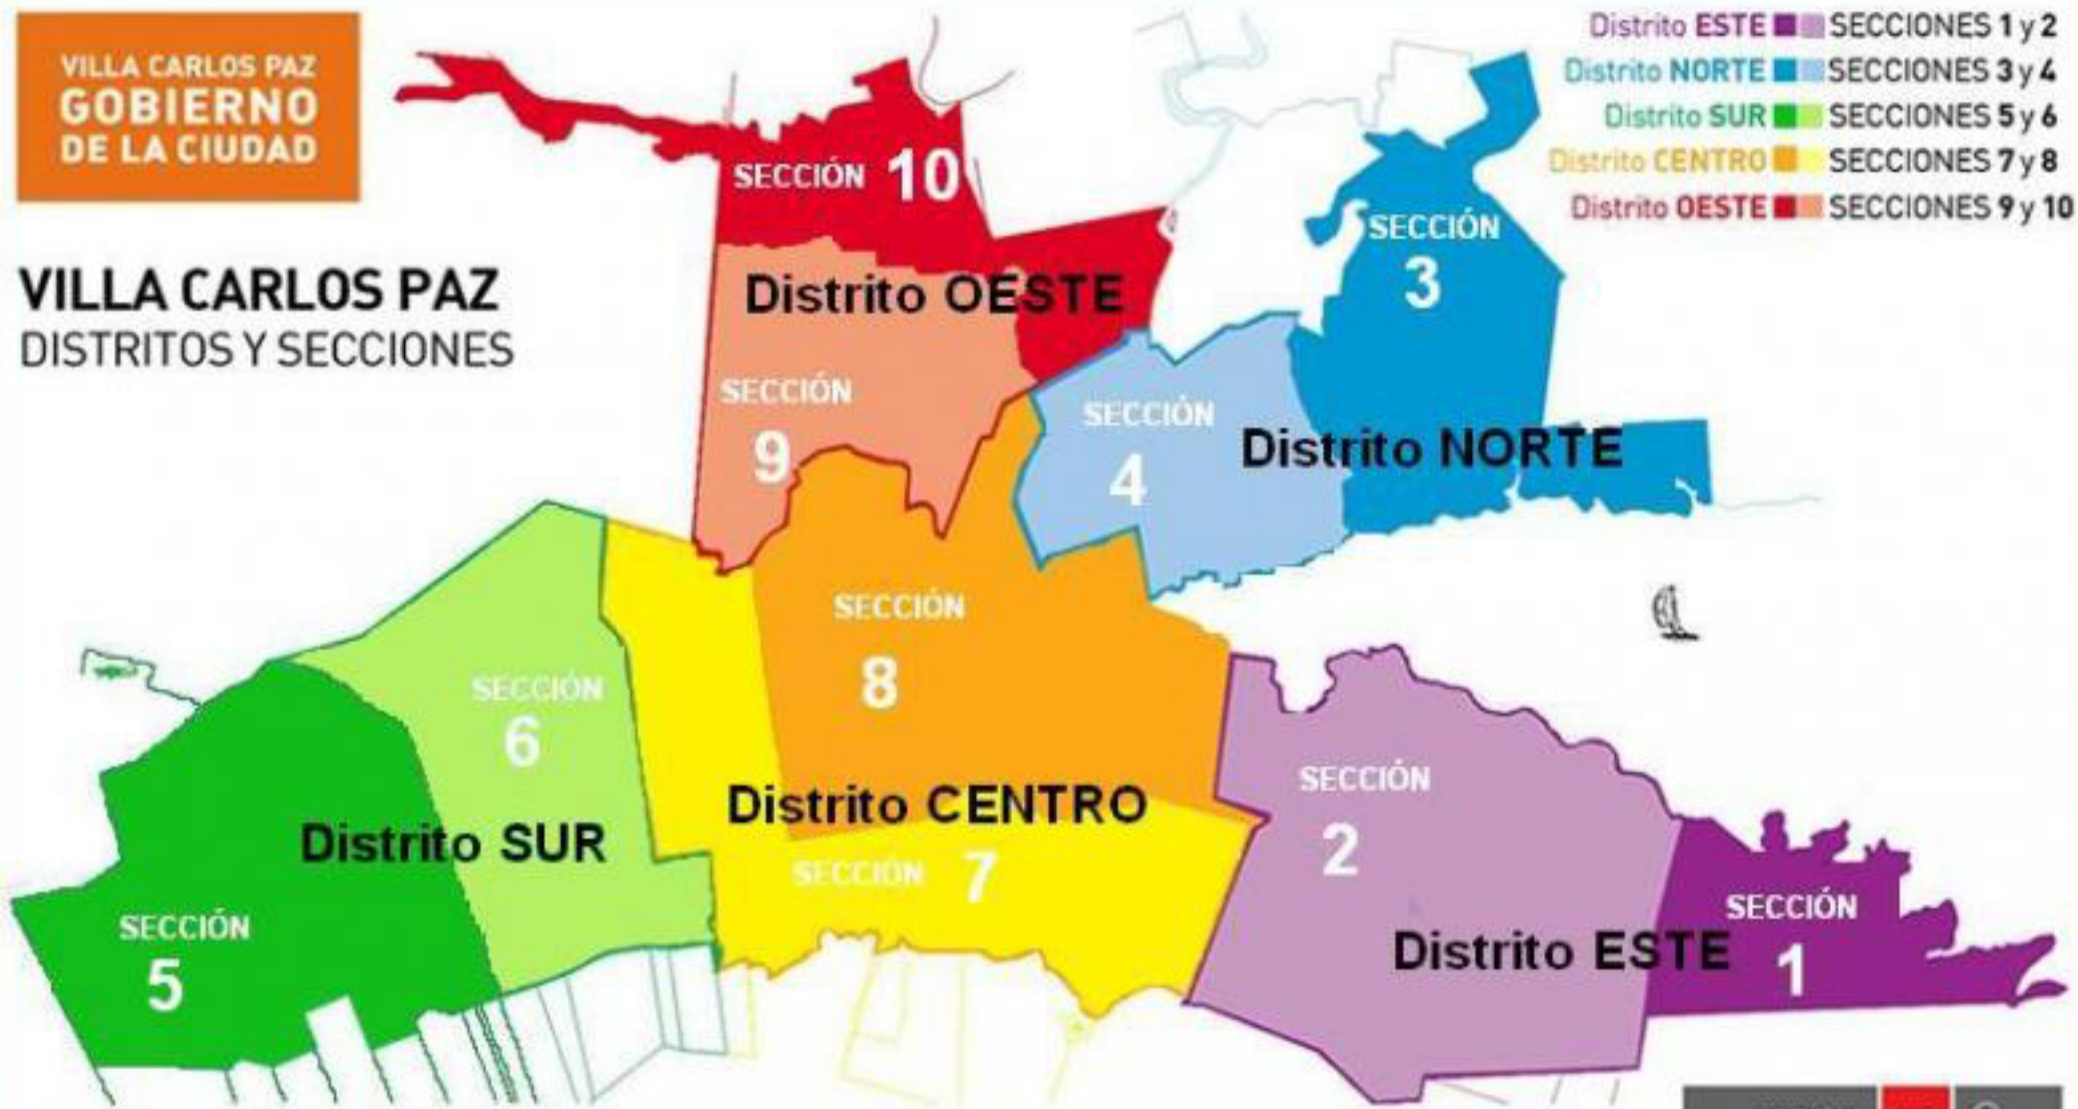 VILLA CARLOS PAZ
GOBIERNO
DE LA CIUDAD
Distrito ESTE SECCIONES 1 y 2
Distrito NORTE SECCIONES 3 y 4
Distrito SUR SECCIONES 5 y 6
Distrito CENTRO SECCIONES 7 y 8
Distrito OESTE SECCIONES 9 y 10
VILLA CARLOS PAZ
DISTRITOS Y SECCIONES
SECCIÓN 10
Distrito OESTE
SECCIÓN
9
SECCIÓN
3
SECCIÓN
4
Distrito NORTE
SECCIÓN
8
SECCIÓN
6
Distrito SUR
SECCIÓN
5
Distrito CENTRO
SECCIÓN 7
SECCIÓN
2
Distrito ESTE
SECCIÓN
1